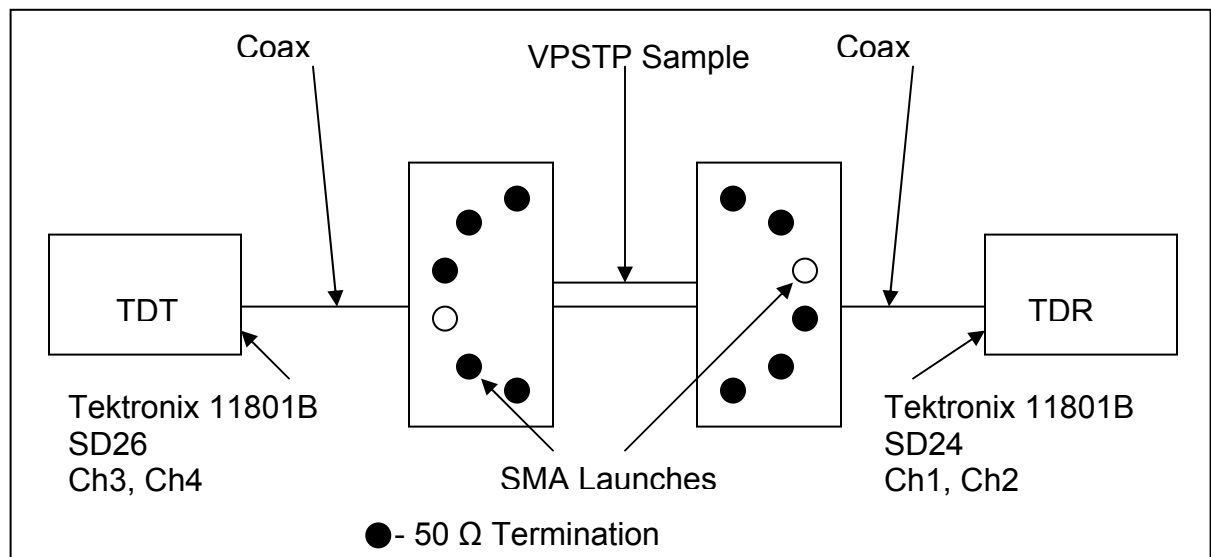 Coax
VPSTP Sample
Coax
TDT
TDR
Tektronix 11801B
SD26
Ch3, Ch4
SMA Launches
Tektronix 11801B
SD24
Ch1, Ch2
- 50 Ω Termination